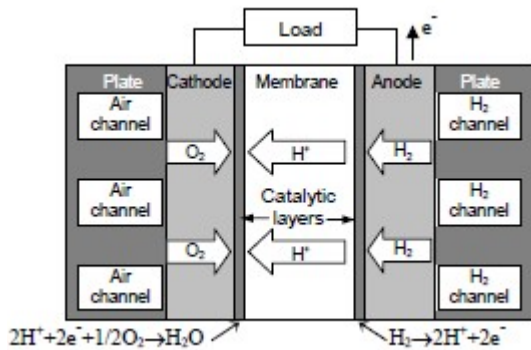 Load
e⁻
Plate Cathode Membrane Anode Plate
Air
channel
H₂
channel
O₂ H⁺ H₂
Air
channel
Catalytic
layers
H₂
channel
O₂ H⁺ H₂
Air
channel
H₂
channel
2H⁺+2e⁻+1/2O₂→H₂O
H₂→2H⁺+2e⁻